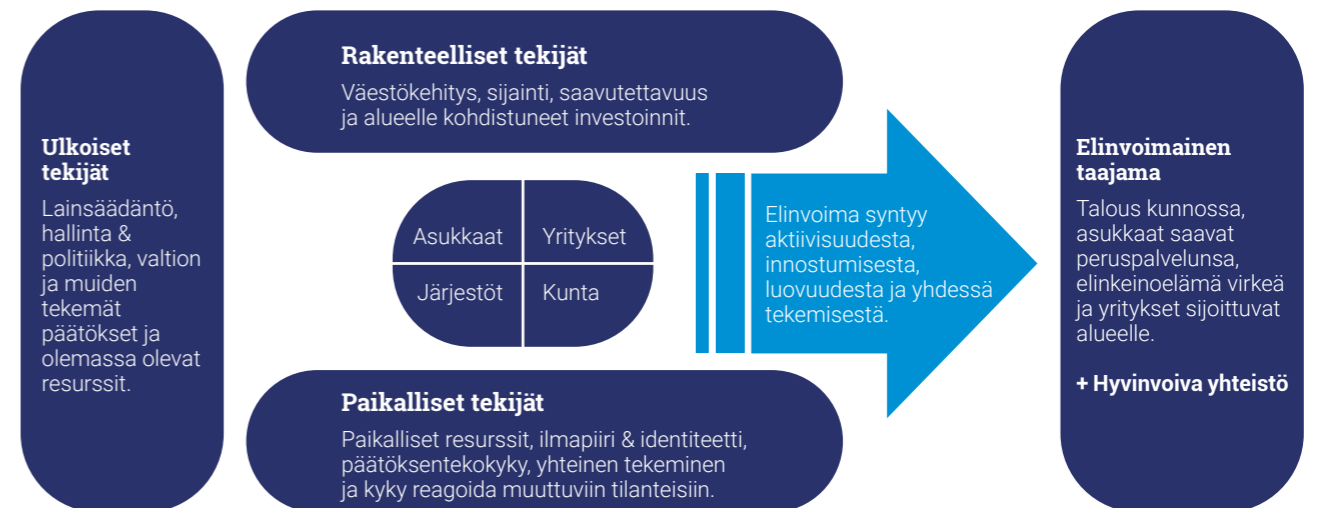 Ulkoiset
tekijät
Lainsäädäntö,
hallinta &
politiikka, valtion
ja muiden
tekemät
päätökset ja
olemassa olevat
resurssit.
Rakenteelliset tekijät
Väestökehitys, sijainti, saavutettavuus
ja alueelle kohdistuneet investoinnit.
Asukkaat
Yritykset
Järjestöt
Kunta
Paikalliset tekijät
Paikalliset resurssit, ilmapiiri & identiteetti,
päätöksentekokyky, yhteinen tekeminen
ja kyky reagoida muuttuviin tilanteisiin.
Elinvoima syntyy
aktiivisuudesta,
innostumisesta,
luovuudesta ja yhdessä
tekemisestä.
Elinvoimainen
taajama
Talous kunnossa,
asukkaat saavat
peruspalvelunsa,
elinkeinoelämä virkeä
ja yritykset sijoittuvat
alueelle.
+ Hyvinvoiva yhteistö